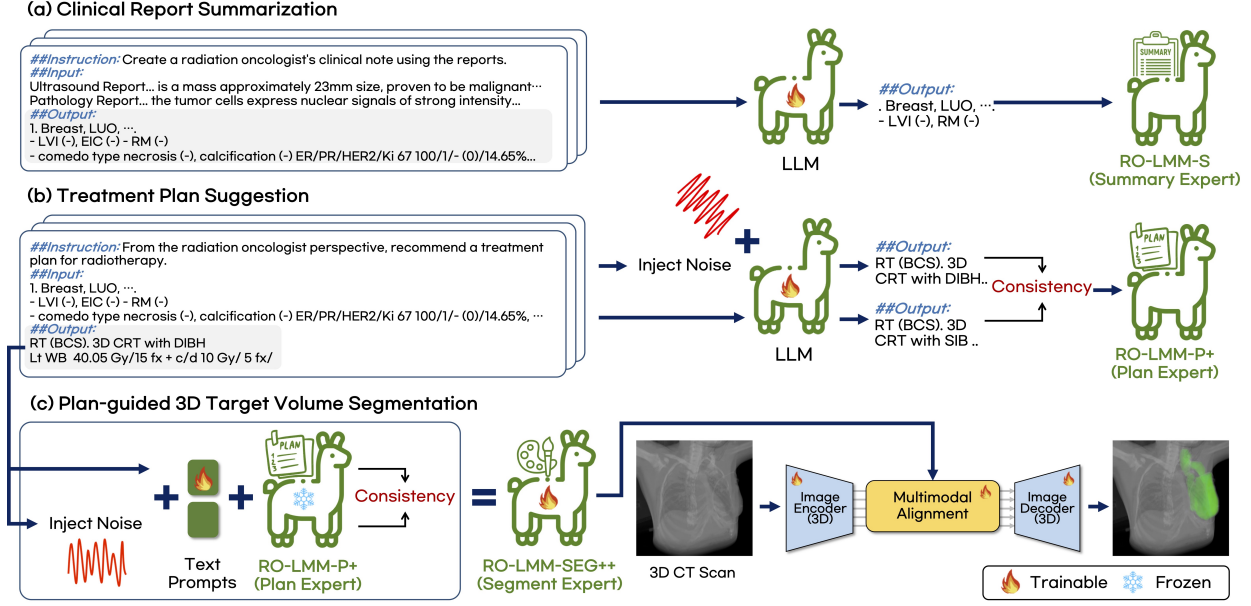 (a) Clinical Report Summarization
##Instruction: Create a radiation oncologist's clinical note using the reports.
##Input:
Ultrasound Report... is a mass approximately 23mm size, proven to be malignant···
Pathology Report... the tumor cells express nuclear signals of strong intensity...
##Output:
1. Breast, LUO, ···.
- LVI (-), EIC (-) - RM (-)
- comedo type necrosis (-), calcification (-) ER/PR/HER2/Ki 67 100/1/- (0)/14.65%...
LLM
##Output:
. Breast, LUO, ···.
- LVI (-), RM (-)
SUMMARY
RO-LMM-S
(Summary Expert)
(b) Treatment Plan Suggestion
##Instruction: From the radiation oncologist perspective, recommend a treatment
plan for radiotherapy.
##Input:
1. Breast, LUO, ···.
- LVI (-), EIC (-) - RM (-)
- comedo type necrosis (-), calcification (-) ER/PR/HER2/Ki 67 100/1/- (0)/14.65%, ···
##Output:
RT (BCS). 3D CRT with DIBH
Lt WB 40.05 Gy/15 fx + c/d 10 Gy/ 5 fx/
Inject Noise
+
LLM
##Output:
RT (BCS). 3D
CRT with DIBH..
##Output:
RT (BCS). 3D
CRT with SIB ..
Consistency
PLAN
1
2
3
RO-LMM-P+
(Plan Expert)
(c) Plan-guided 3D Target Volume Segmentation
Inject Noise
+
Text
Prompts
+
PLAN
1
2
3
RO-LMM-P+
(Plan Expert)
Consistency
=
RO-LMM-SEG++
(Segment Expert)
3D CT Scan
Image
Encoder
(3D)
Multimodal
Alignment
Image
Decoder
(3D)
Trainable
Frozen